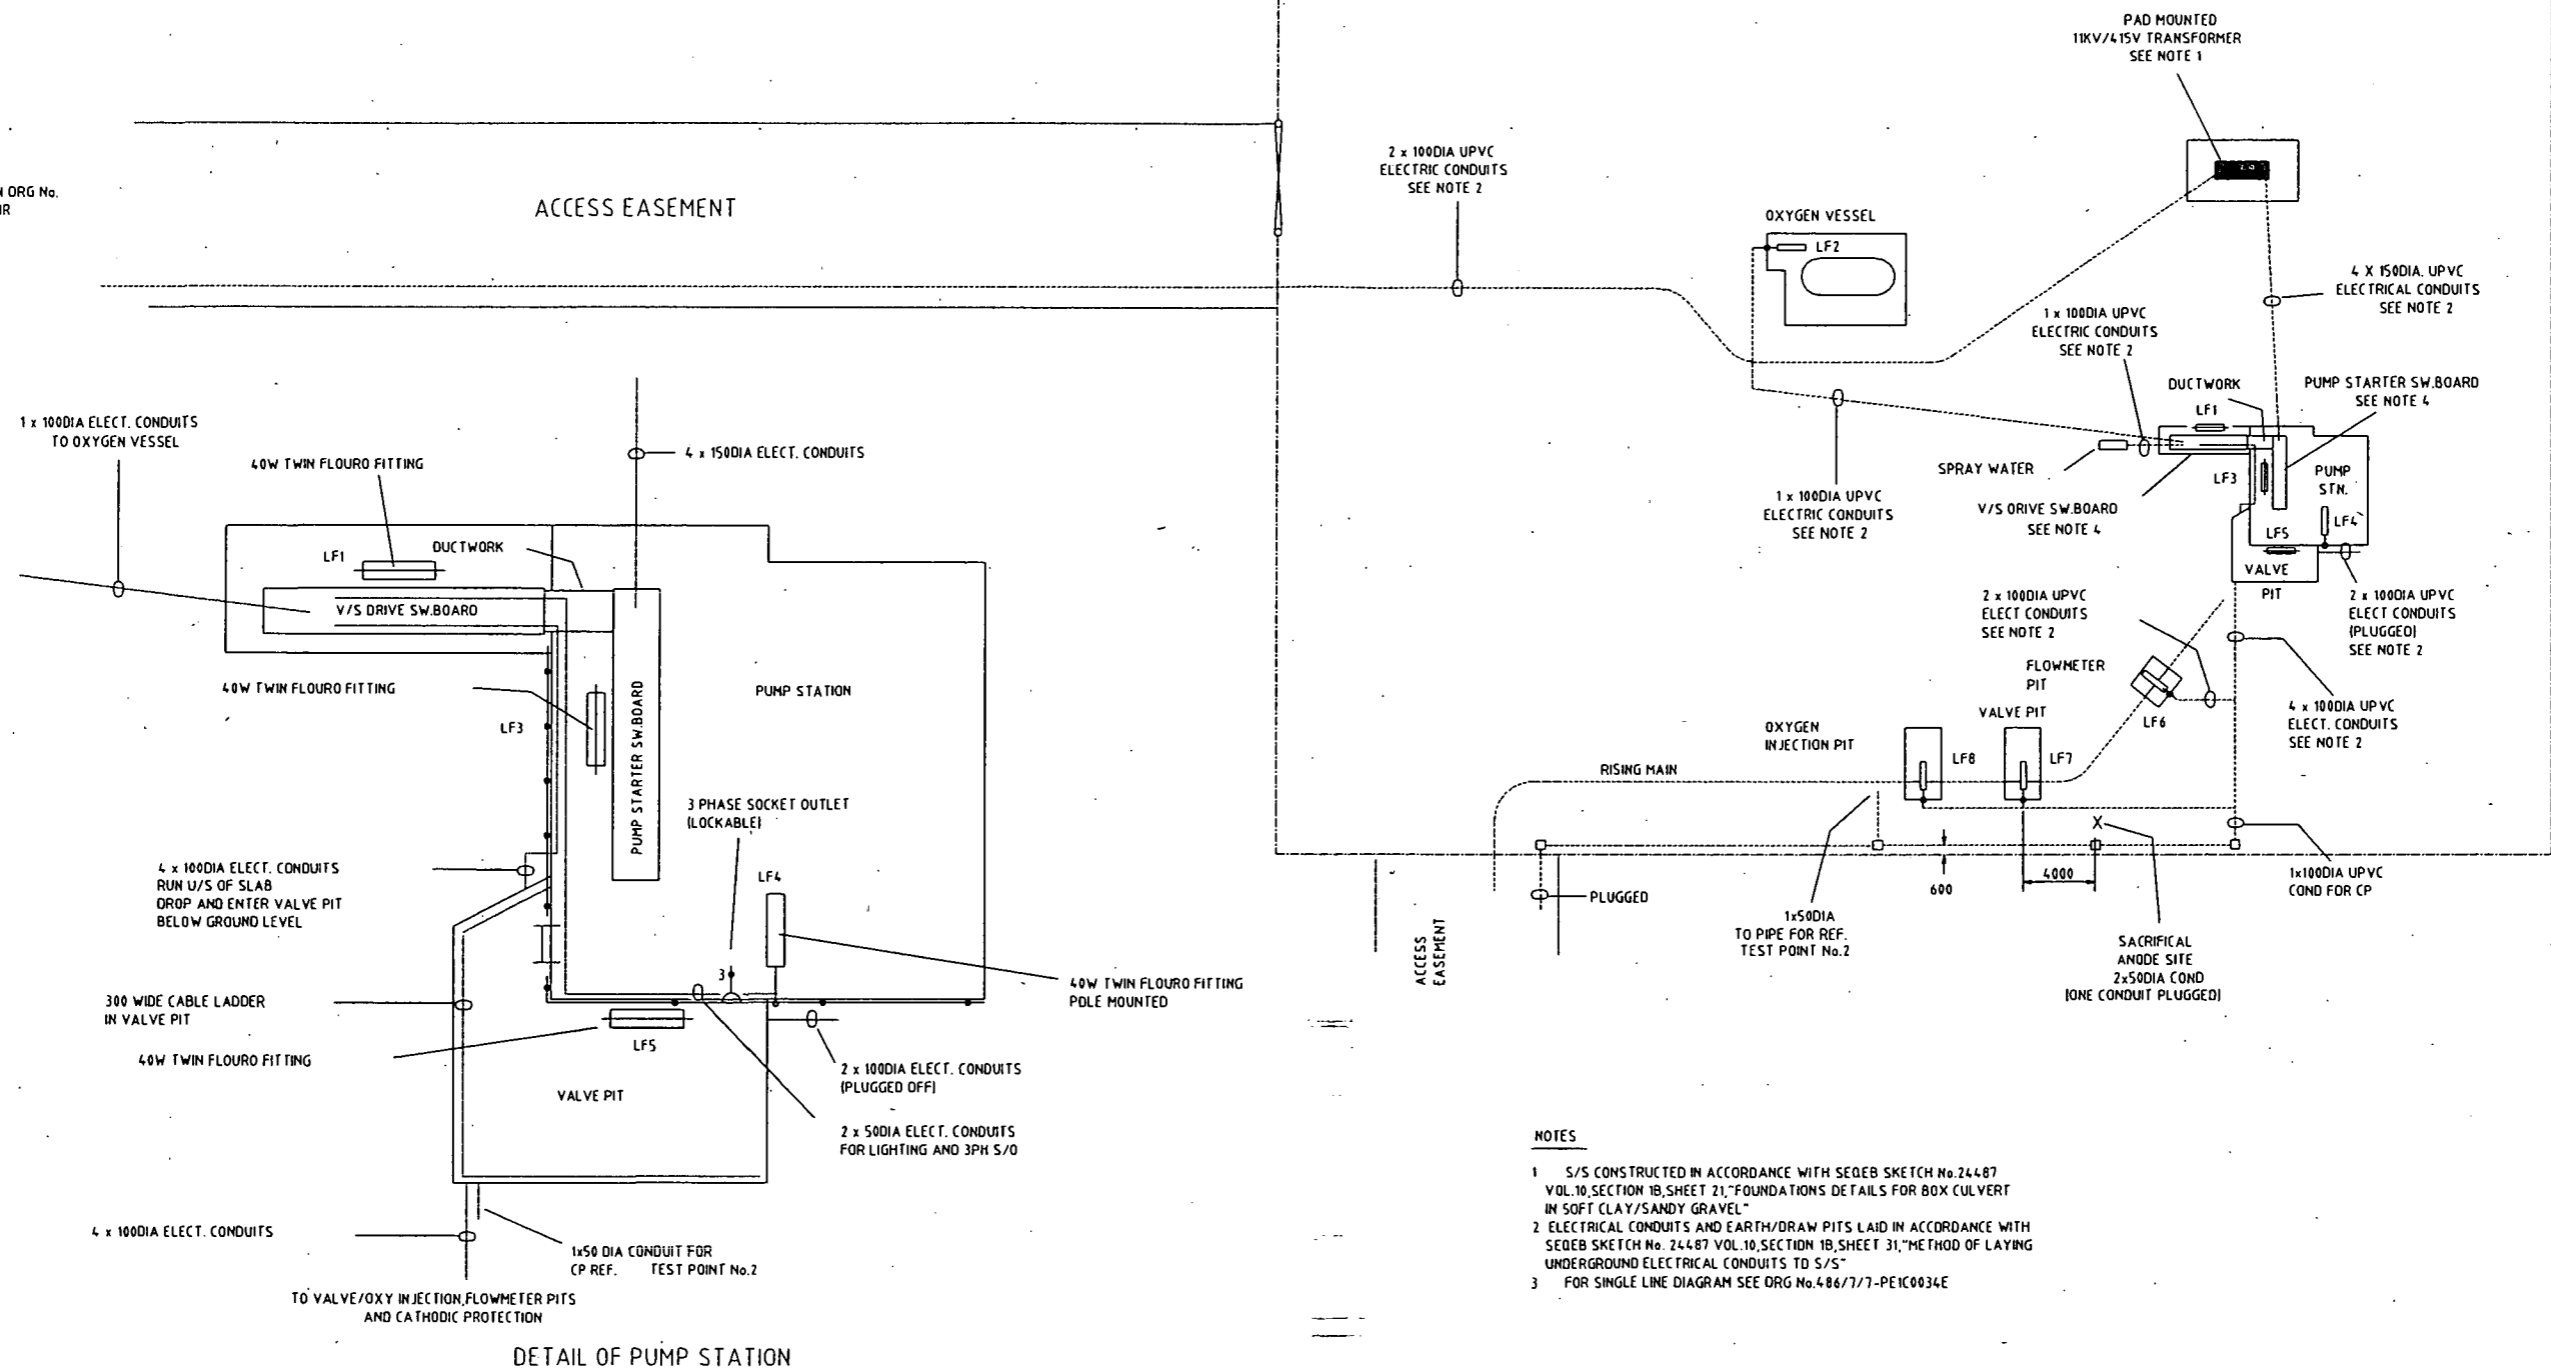 PAD MOUNTED
11KV/415V TRANSFORMER
SEE NOTE 1
ORG No.
ACCESS EASEMENT
2 x 100DIA UPVC
ELECTRIC CONDUITS
SEE NOTE 2
OXYGEN VESSEL
LF2
4 X 150DIA. UPVC
ELECTRICAL CONDUITS
SEE NOTE 2
1 x 100DIA UPVC
ELECTRIC CONDUITS
SEE NOTE 2
DUCTWORK
LF1
PUMP STARTER SW.BOARD
SEE NOTE 4
SPRAY WATER
LF3
PUMP
STN.
V/S DRIVE SW.BOARD
SEE NOTE 4
LF4
LF5
1 x 100DIA UPVC
ELECTRIC CONDUITS
SEE NOTE 2
VALVE
PIT
2 x 100DIA UPVC
ELECT CONDUITS
SEE NOTE 2
2 x 100DIA UPVC
ELECT CONDUITS
(PLUGGED)
SEE NOTE 2
FLOWMETER
PIT
LF6
4 x 100DIA UPVC
ELECT. CONDUITS
SEE NOTE 2
VALVE PIT
OXYGEN
INJECTION PIT
LF8
LF7
RISING MAIN
X
600
4000
PLUGGED
1x100DIA UPVC
COND FOR CP
1x50DIA
TO PIPE FOR REF.
TEST POINT No.2
ACCESS
EASEMENT
SACRIFICAL
ANODE SITE
2x50DIA COND
(ONE CONDUIT PLUGGED)
1 x 100DIA ELECT. CONDUITS
TO OXYGEN VESSEL
40W TWIN FLOURO FITTING
4 x 150DIA ELECT. CONDUITS
LF1
DUCTWORK
V/S DRIVE SW.BOARD
40W TWIN FLOURO FITTING
LF3
PUMP STARTER SW.BOARD
PUMP STATION
3 PHASE SOCKET OUTLET
(LOCKABLE)
LF4
3
4 x 100DIA ELECT. CONDUITS
RUN U/S OF SLAB
DROP AND ENTER VALVE PIT
BELOW GROUND LEVEL
40W TWIN FLOURO FITTING
POLE MOUNTED
300 WIDE CABLE LADDER
IN VALVE PIT
40W TWIN FLOURO FITTING
LF5
2 x 100DIA ELECT. CONDUITS
(PLUGGED OFF)
VALVE PIT
2 x 50DIA ELECT. CONDUITS
FOR LIGHTING AND 3PH S/O
4 x 100DIA ELECT. CONDUITS
1x50 DIA CONDUIT FOR
CP REF. TEST POINT No.2
TO VALVE/OXY INJECTION,FLOWMETER PITS
AND CATHODIC PROTECTION
DETAIL OF PUMP STATION
NOTES
1 S/S CONSTRUCTED IN ACCORDANCE WITH SEQEB SKETCH No.24487
VOL.10,SECTION 1B,SHEET 21,"FOUNDATIONS DETAILS FOR BOX CULVERT
IN SOFT CLAY/SANDY GRAVEL"
2 ELECTRICAL CONDUITS AND EARTH/DRAW PITS LAID IN ACCORDANCE WITH
SEQEB SKETCH No. 24487 VOL.10,SECTION 1B,SHEET 31,"METHOD OF LAYING
UNDERGROUND ELECTRICAL CONDUITS TO S/S"
3 FOR SINGLE LINE DIAGRAM SEE DRG No.486/7/7-PE1C0034E